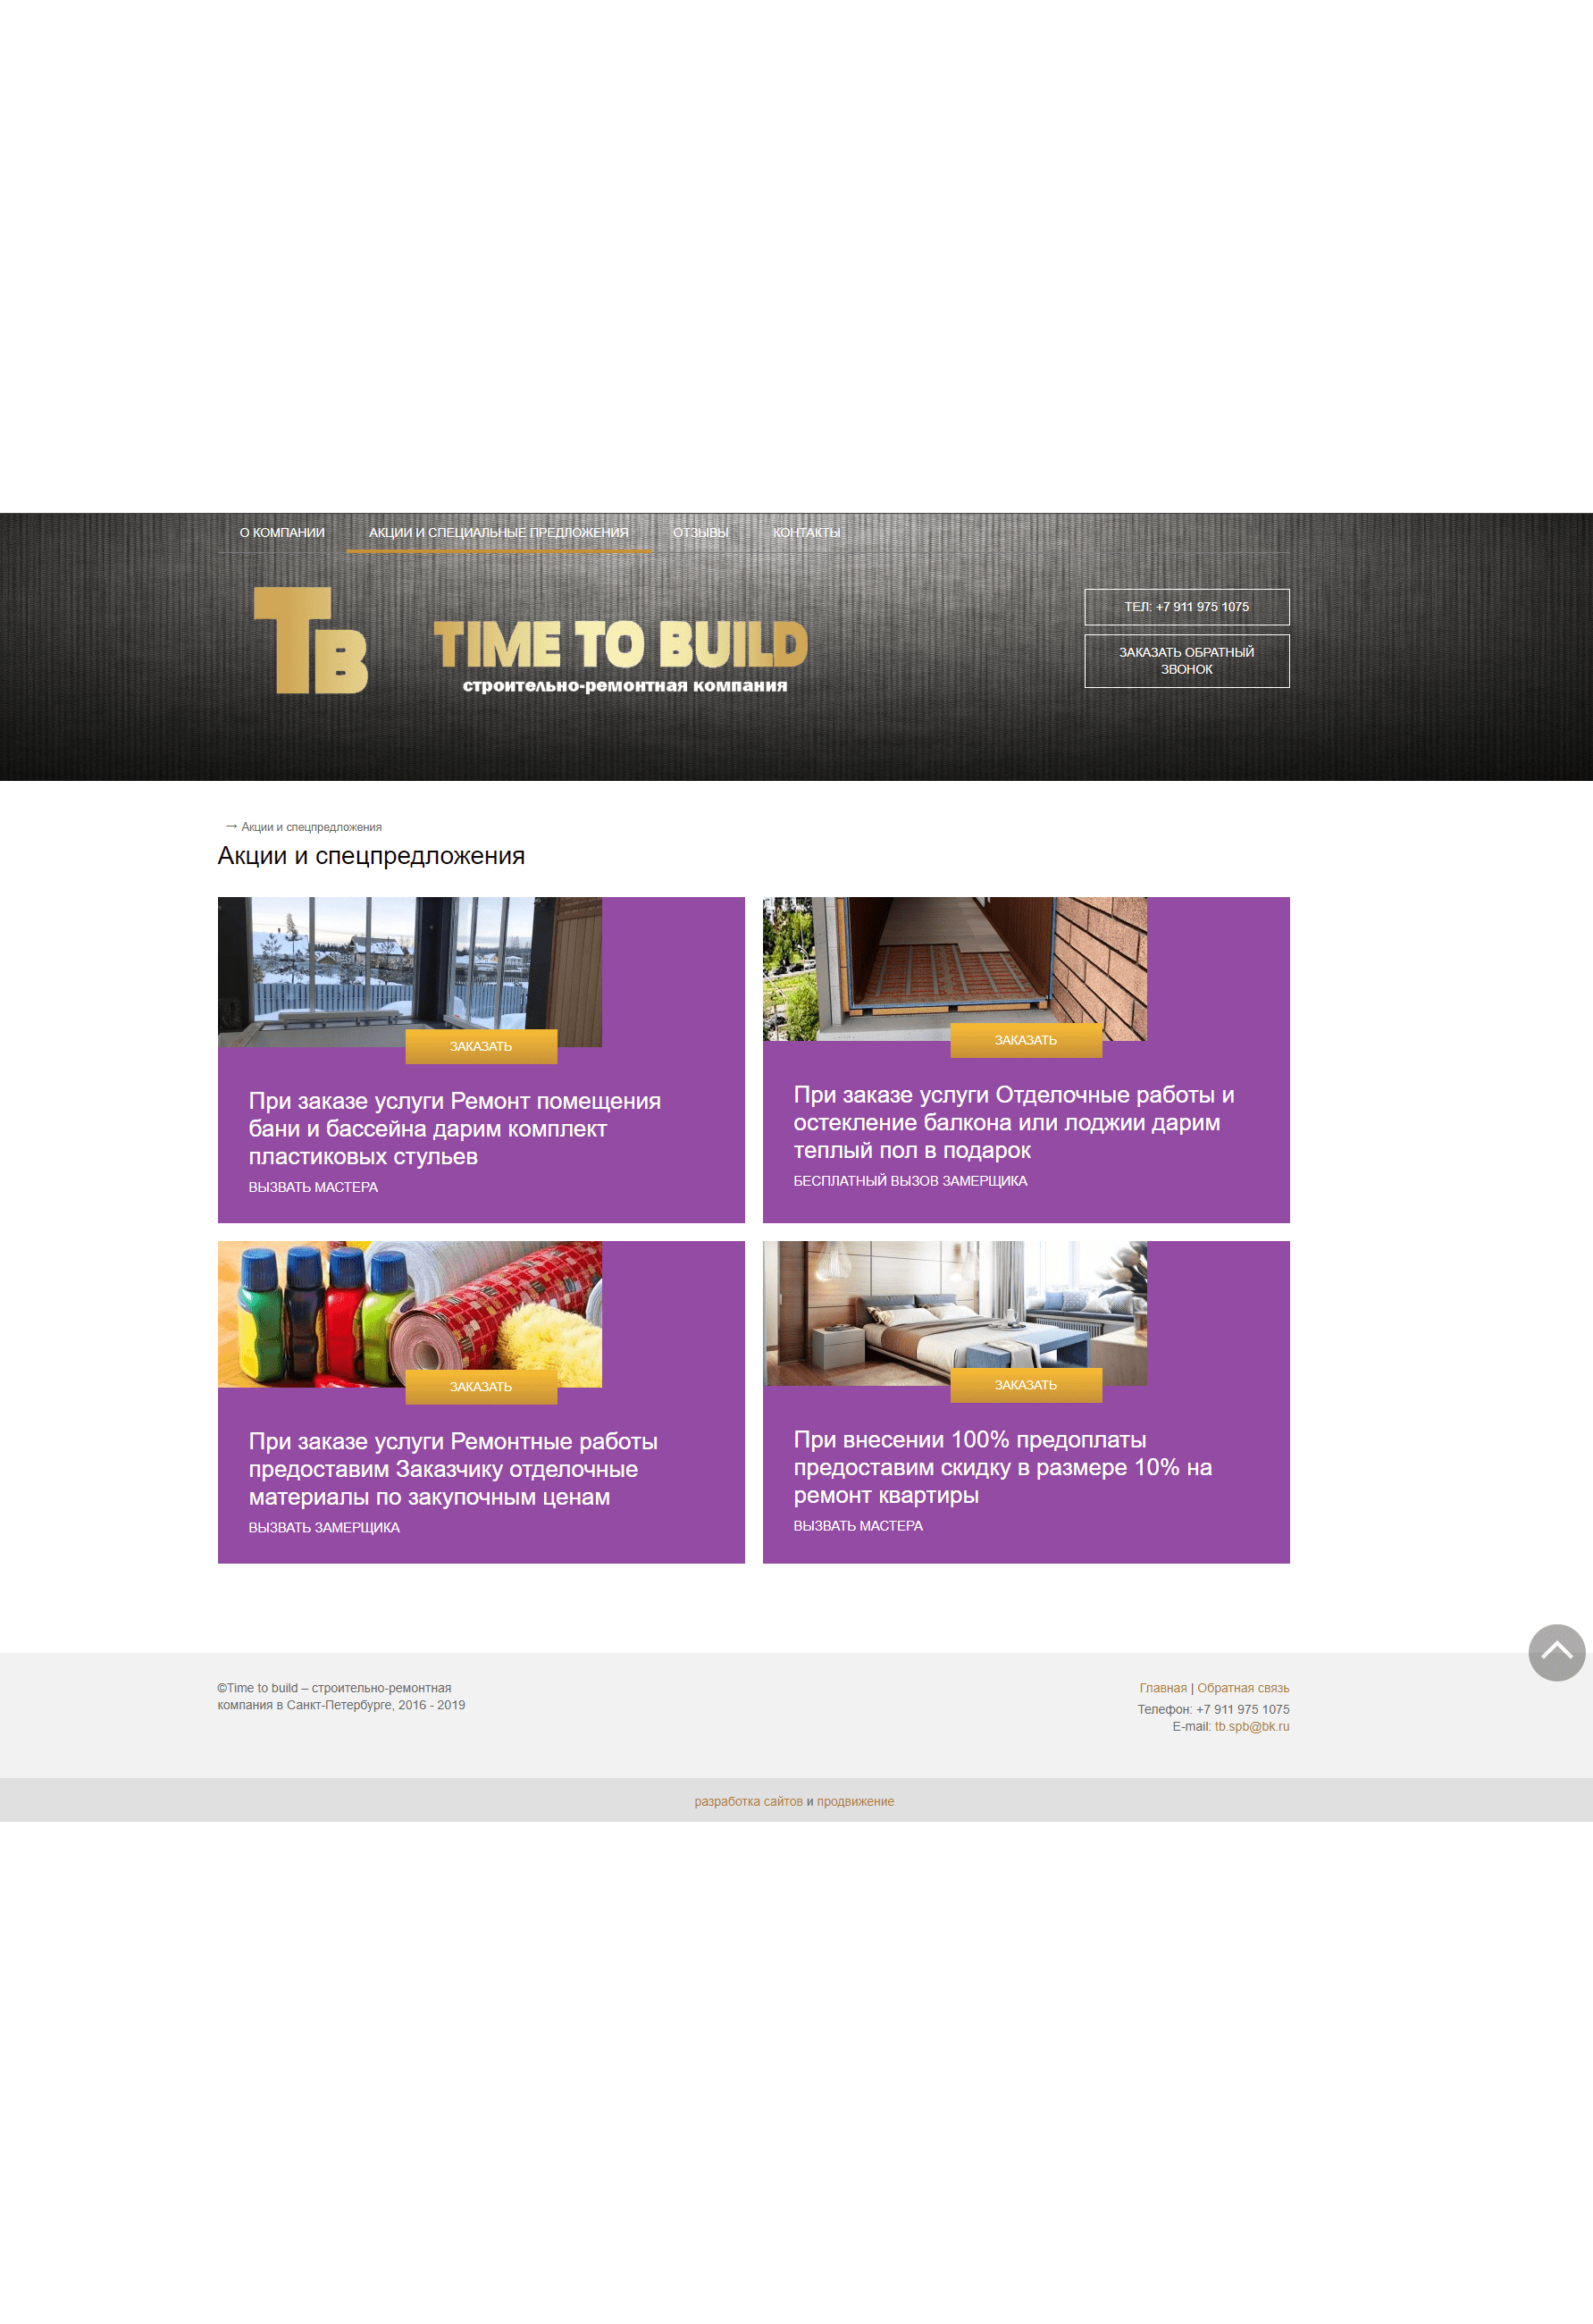 О КОМПАНИИ
АКЦИИ И СПЕЦИАЛЬНЫЕ ПРЕДЛОЖЕНИЯ
ОТЗЫВЫ
КОНТАКТЫ
ТВ
TIME TO BUILD
строительно-ремонтная компания
ТЕЛ: +7 911 975 1075
ЗАКАЗАТЬ ОБРАТНЫЙ
ЗВОНОК
→ Акции и спецпредложения
Акции и спецпредложения
ЗАКАЗАТЬ
При заказе услуги Ремонт помещения
бани и бассейна дарим комплект
пластиковых стульев
ВЫЗВАТЬ МАСТЕРА
ЗАКАЗАТЬ
При заказе услуги Отделочные работы и
остекление балкона или лоджии дарим
теплый пол в подарок
БЕСПЛАТНЫЙ ВЫЗОВ ЗАМЕРЩИКА
ЗАКАЗАТЬ
При заказе услуги Ремонтные работы
предоставим Заказчику отделочные
материалы по закупочным ценам
ВЫЗВАТЬ ЗАМЕРЩИКА
ЗАКАЗАТЬ
При внесении 100% предоплаты
предоставим скидку в размере 10% на
ремонт квартиры
ВЫЗВАТЬ МАСТЕРА
©Time to build – строительно-ремонтная
компания в Санкт-Петербурге, 2016 - 2019
Главная | Обратная связь
Телефон: +7 911 975 1075
E-mail: tb.spb@bk.ru
разработка сайтов и продвижение